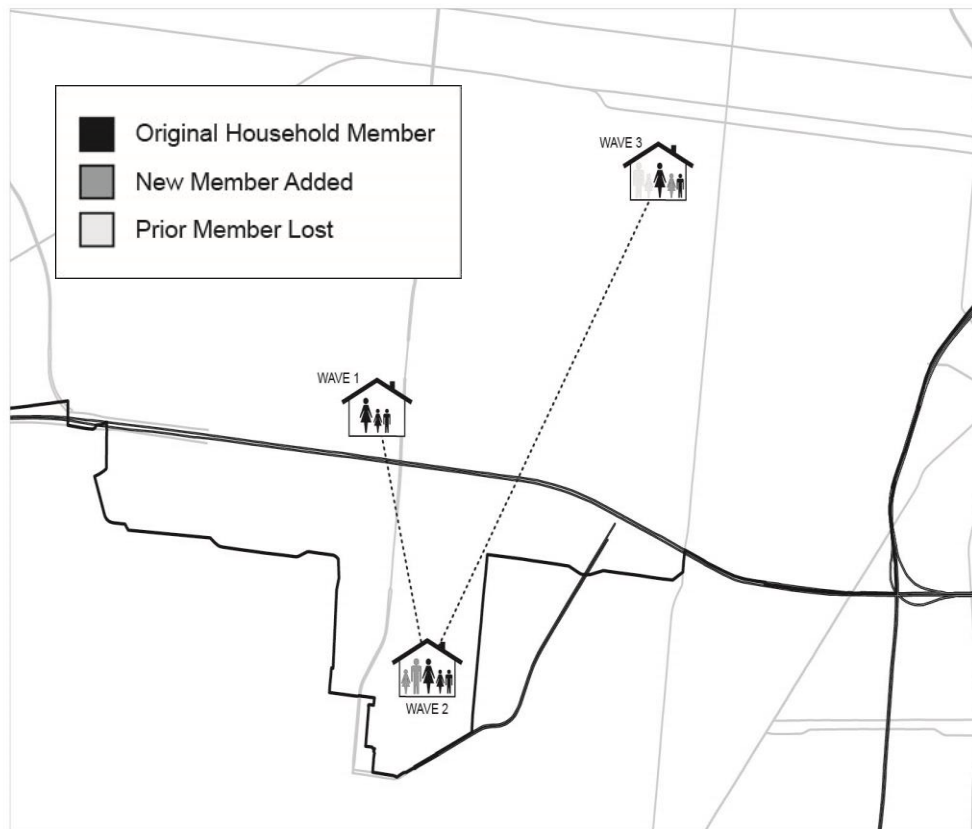 Original Household Member
New Member Added
Prior Member Lost
WAVE 3
WAVE 1
WAVE 2